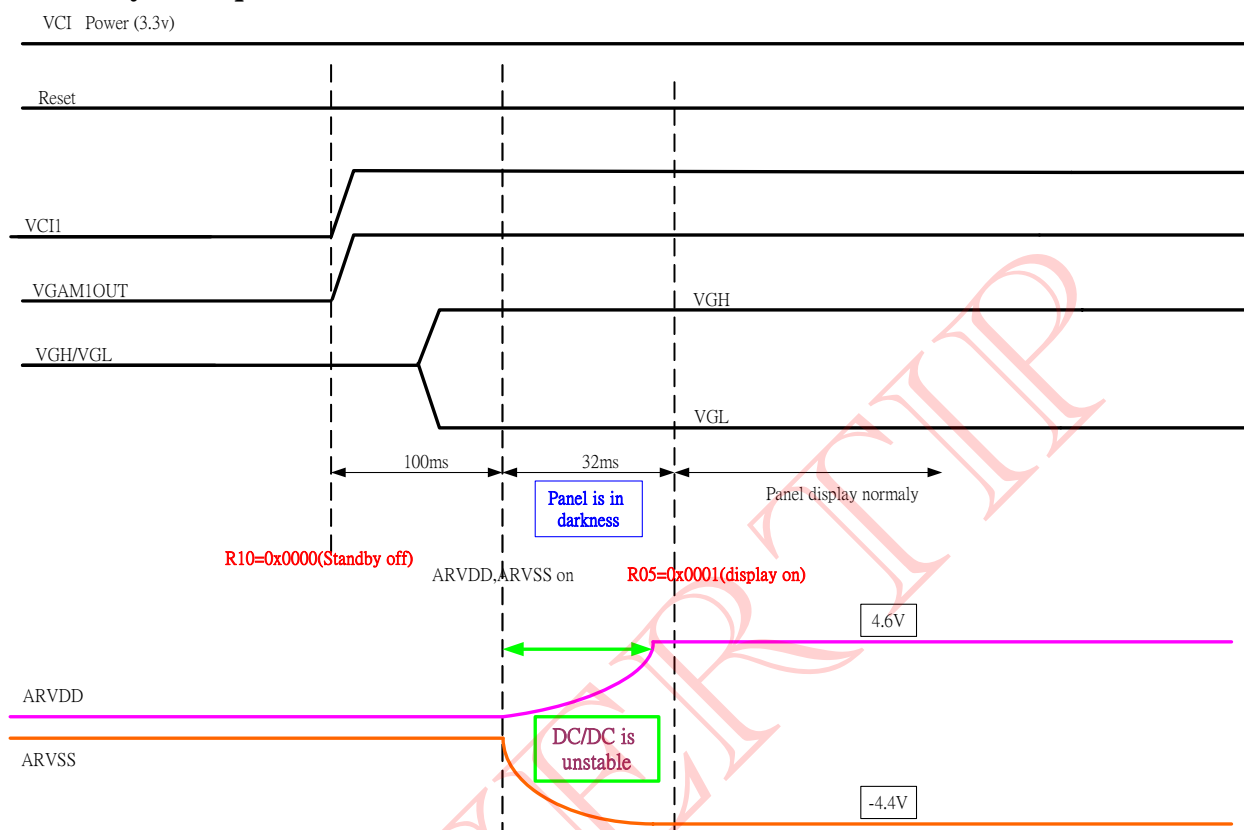 VCI Power (3.3v)
Reset
VCI1
VGAM1OUT
VGH
VGH/VGL
VGL
100ms
32ms
Panel is in
darkness
Panel display normaly
R10=0x0000(Standby off)
ARVDD,ARVSS on
R05=0x0001(display on)
4.6V
ARVDD
DC/DC is
unstable
ARVSS
-4.4V
ERTIP